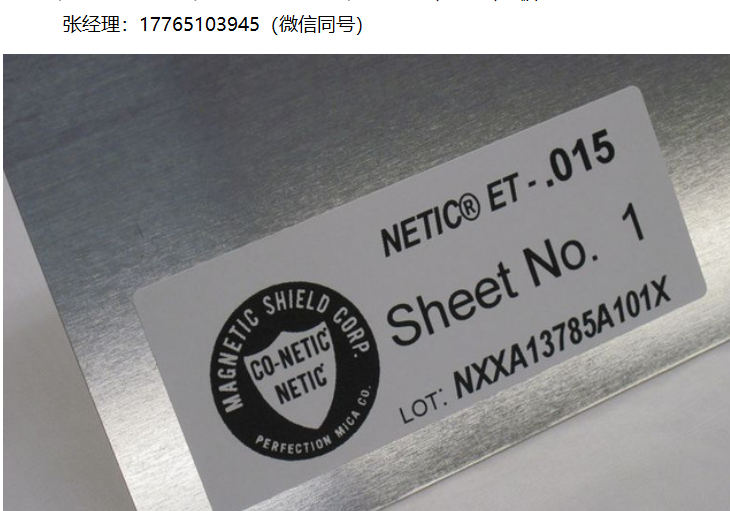 张经理：17765103945（微信同号）
NETIC® ET - .015
Sheet No. 1
LOT: NXXA13785A101X
MAGNETIC SHIELD CORP.
CO-NETIC®
NETIC®
PERFECTION MICA CO.